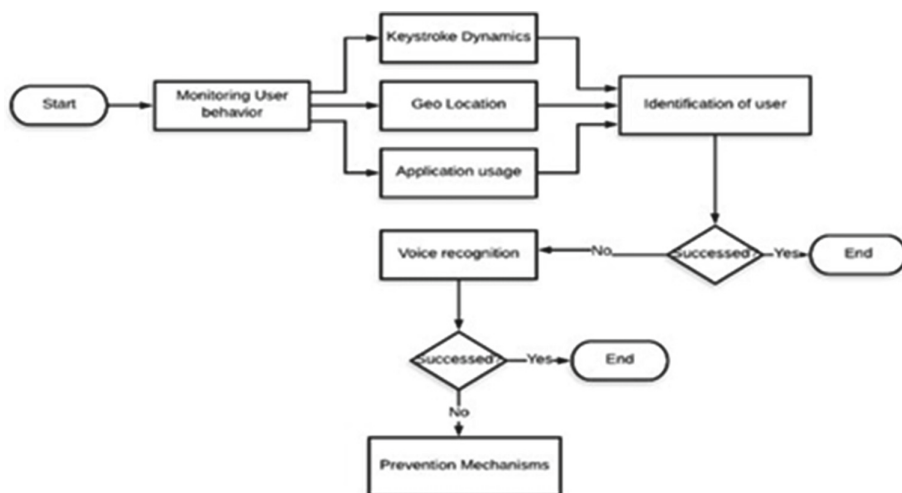 Keystroke Dynamics
Start
Monitoring User
behavior
Geo Location
Identification of user
Application usage
Voice recognition
No
Successed?
Yes
End
Successed?
Yes
End
No
Prevention Mechanisms